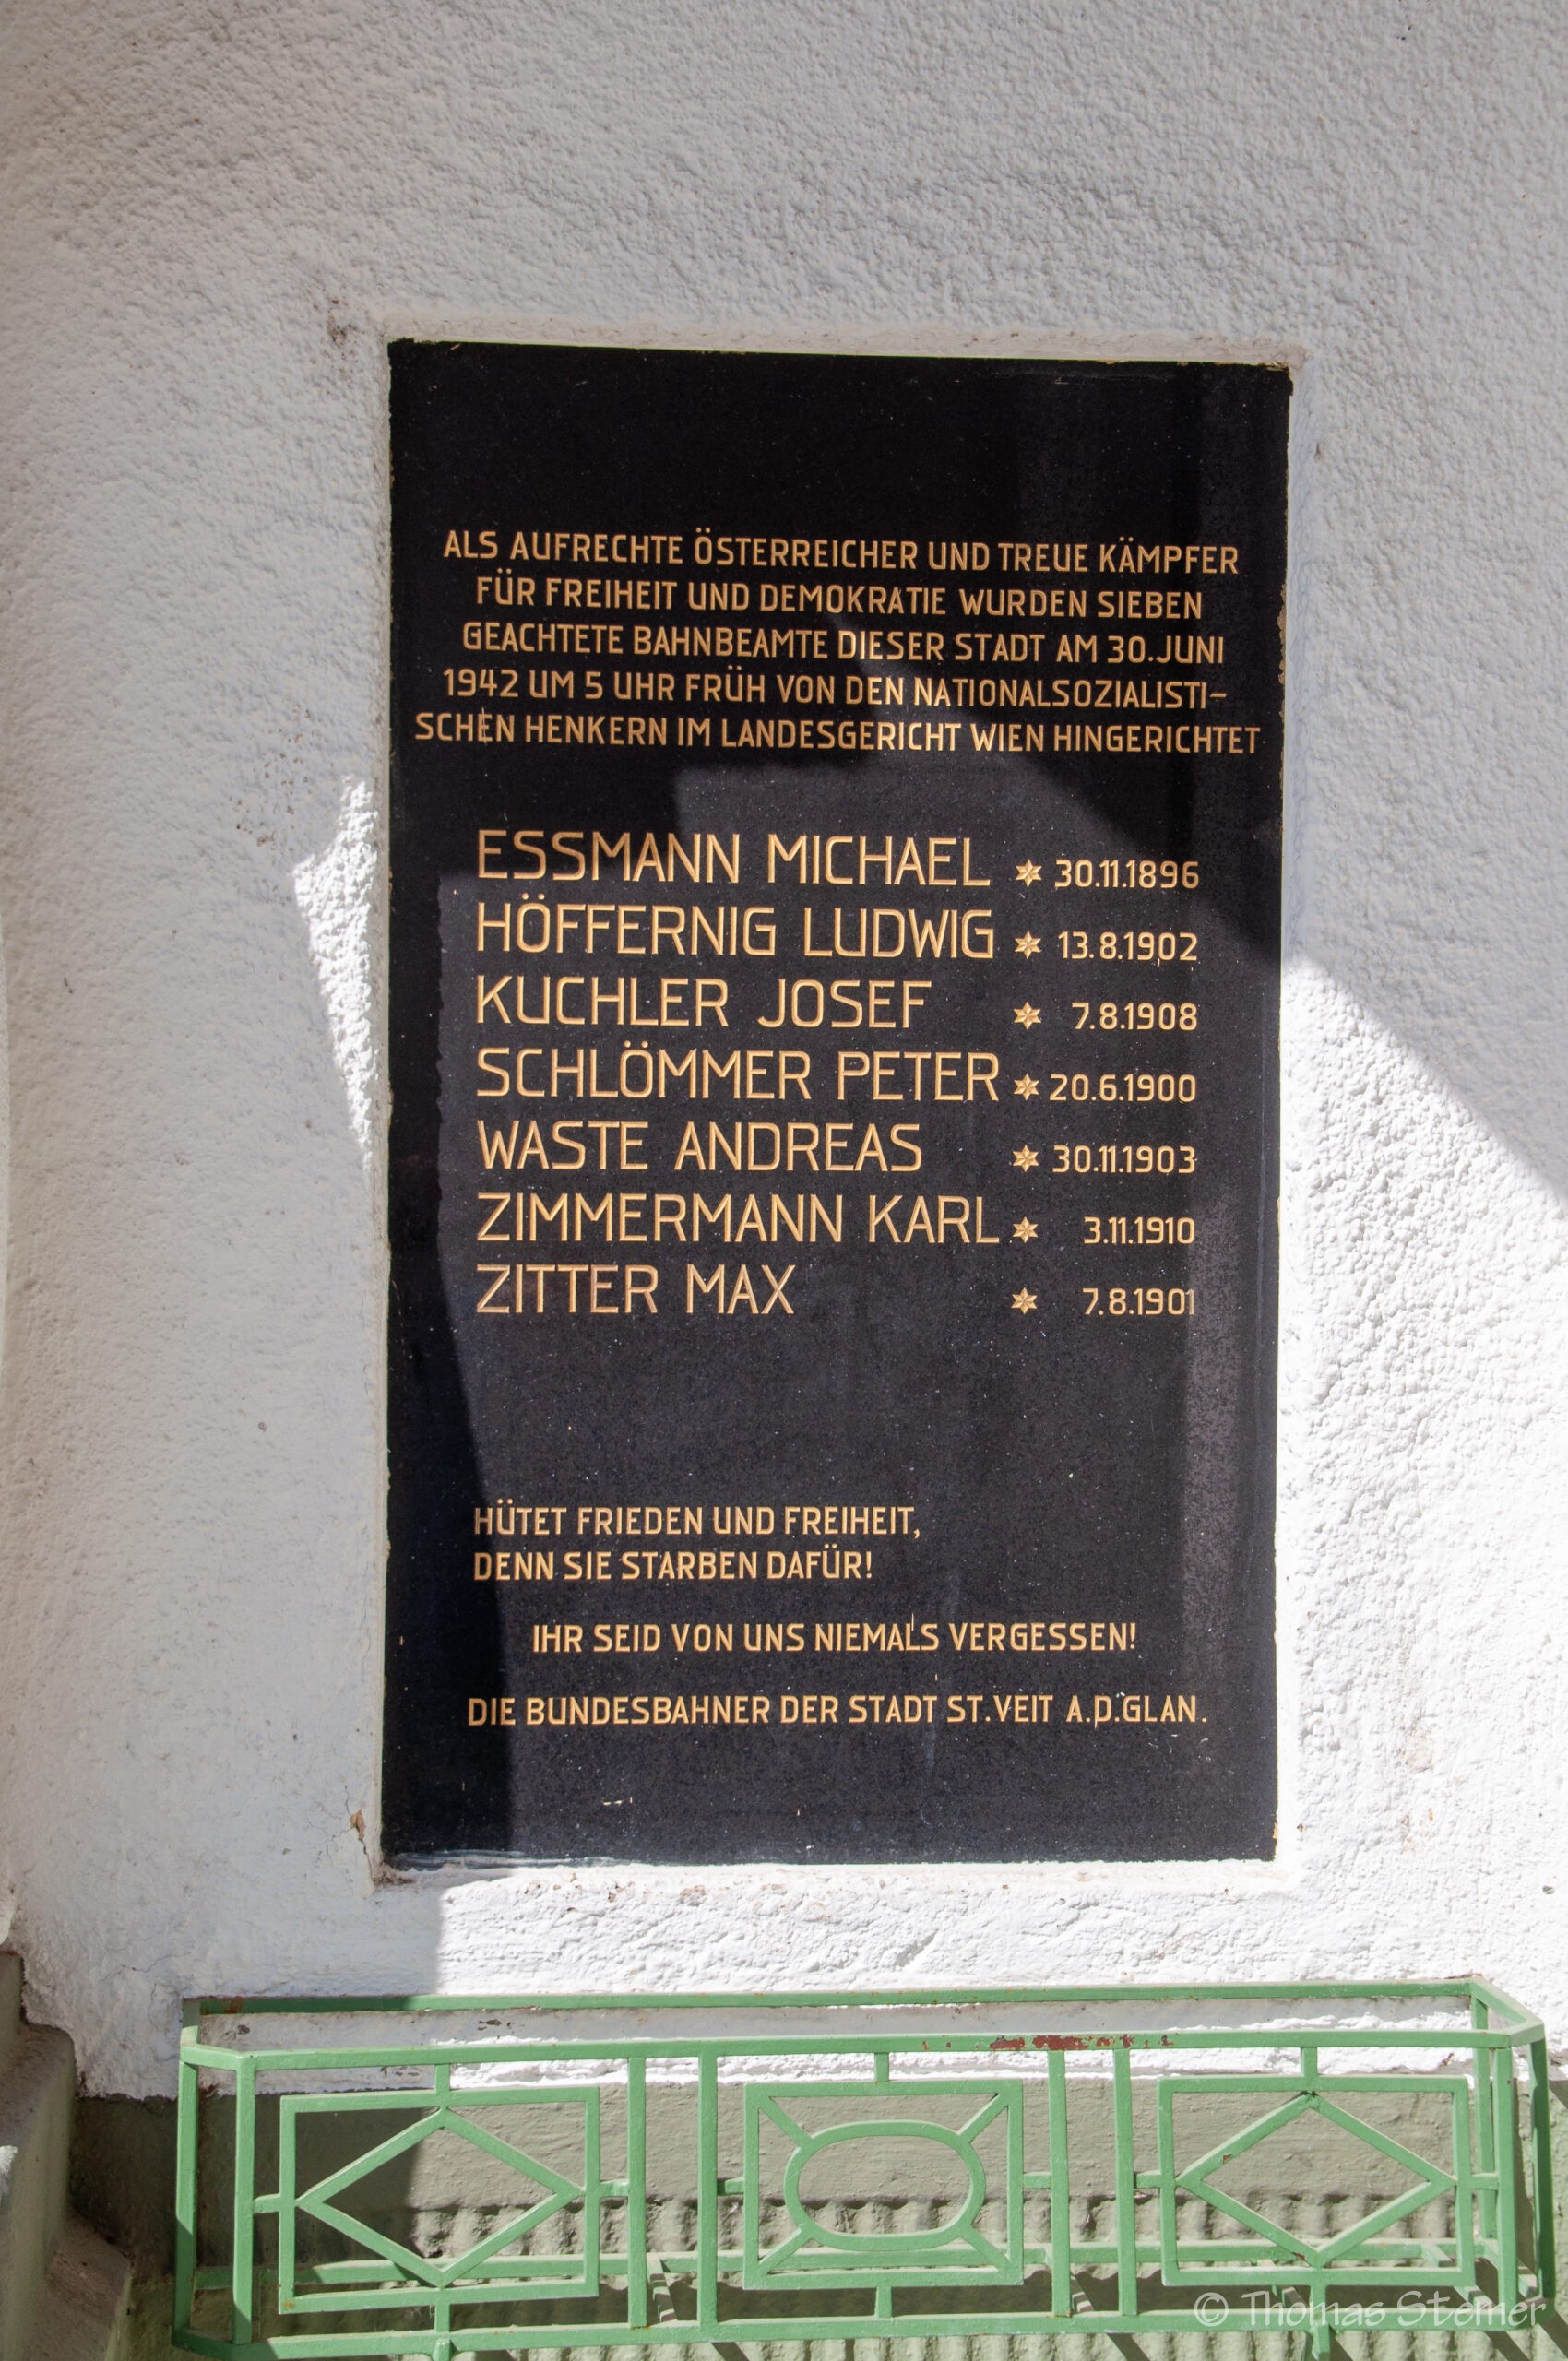 ALS AUFRECHTE ÖSTERREICHER UND TREUE KÄMPFER
FÜR FREIHEIT UND DEMOKRATIE WURDEN SIEBEN
GEACHTETE BAHNBEAMTE DIESER STADT AM 30.JUNI
1942 UM 5 UHR FRÜH VON DEN NATIONALSOZIALISTI-
SCHEN HENKERN IM LANDESGERICHT WIEN HINGERICHTET
ESSMANN MICHAEL ✶ 30.11.1896
HÖFFERNIG LUDWIG ✶ 13.8.1902
KUCHLER JOSEF ✶ 7.8.1908
SCHLÖMMER PETER ✶ 20.6.1900
WASTE ANDREAS ✶ 30.11.1903
ZIMMERMANN KARL ✶ 3.11.1910
ZITTER MAX ✶ 7.8.1901
HÜTET FRIEDEN UND FREIHEIT,
DENN SIE STARBEN DAFÜR!
IHR SEID VON UNS NIEMALS VERGESSEN!
DIE BUNDESBAHNER DER STADT ST.VEIT A.D.GLAN.
© Thomas Sterner